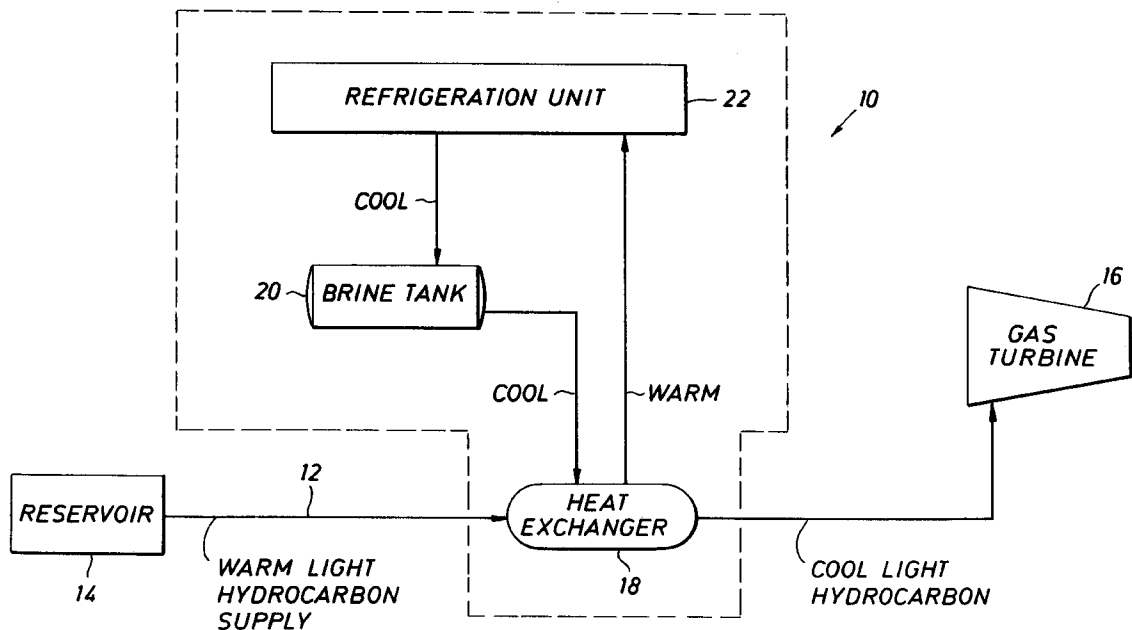 REFRIGERATION UNIT
22
10
COOL
20
BRINE TANK
16
GAS
TURBINE
COOL
WARM
12
RESERVOIR
HEAT
EXCHANGER
14
WARM LIGHT
HYDROCARBON
SUPPLY
18
COOL LIGHT
HYDROCARBON